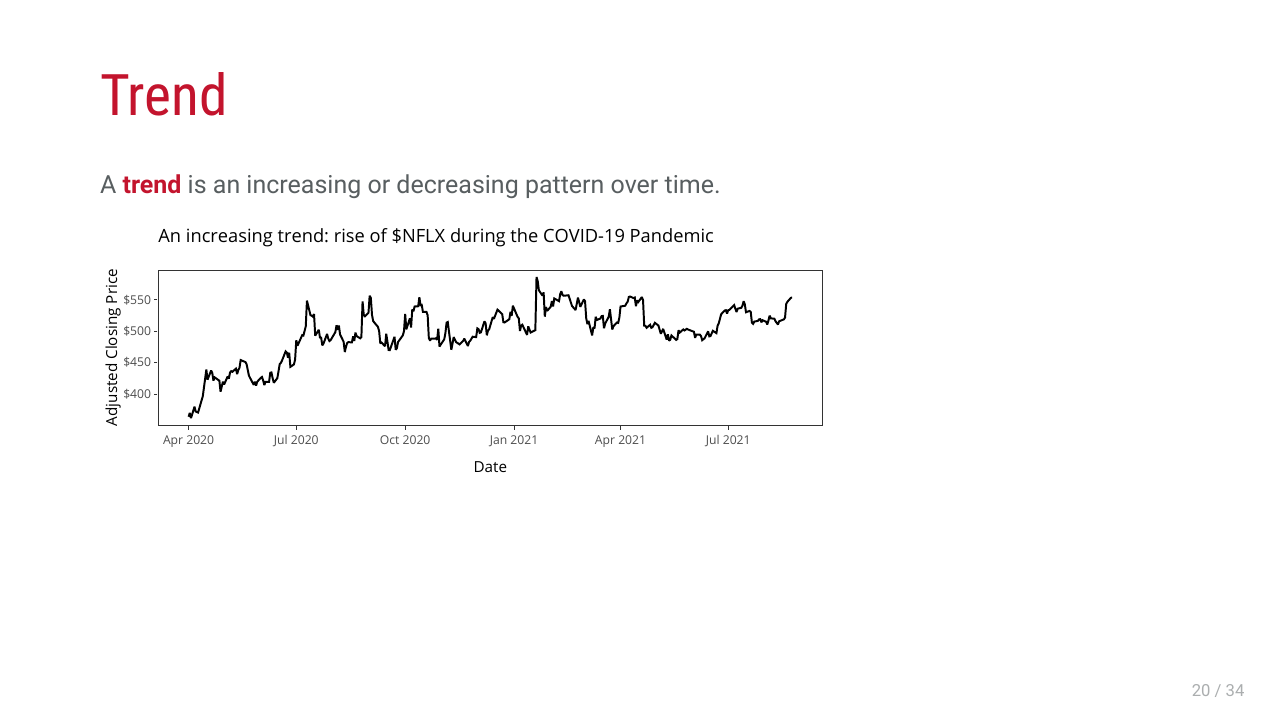 Trend
A trend is an increasing or decreasing pattern over time.
An increasing trend: rise of $NFLX during the COVID-19 Pandemic
Adjusted Closing Price
$550
$500
$450
$400
Apr 2020 Jul 2020 Oct 2020 Jan 2021 Apr 2021 Jul 2021
Date
20 / 34